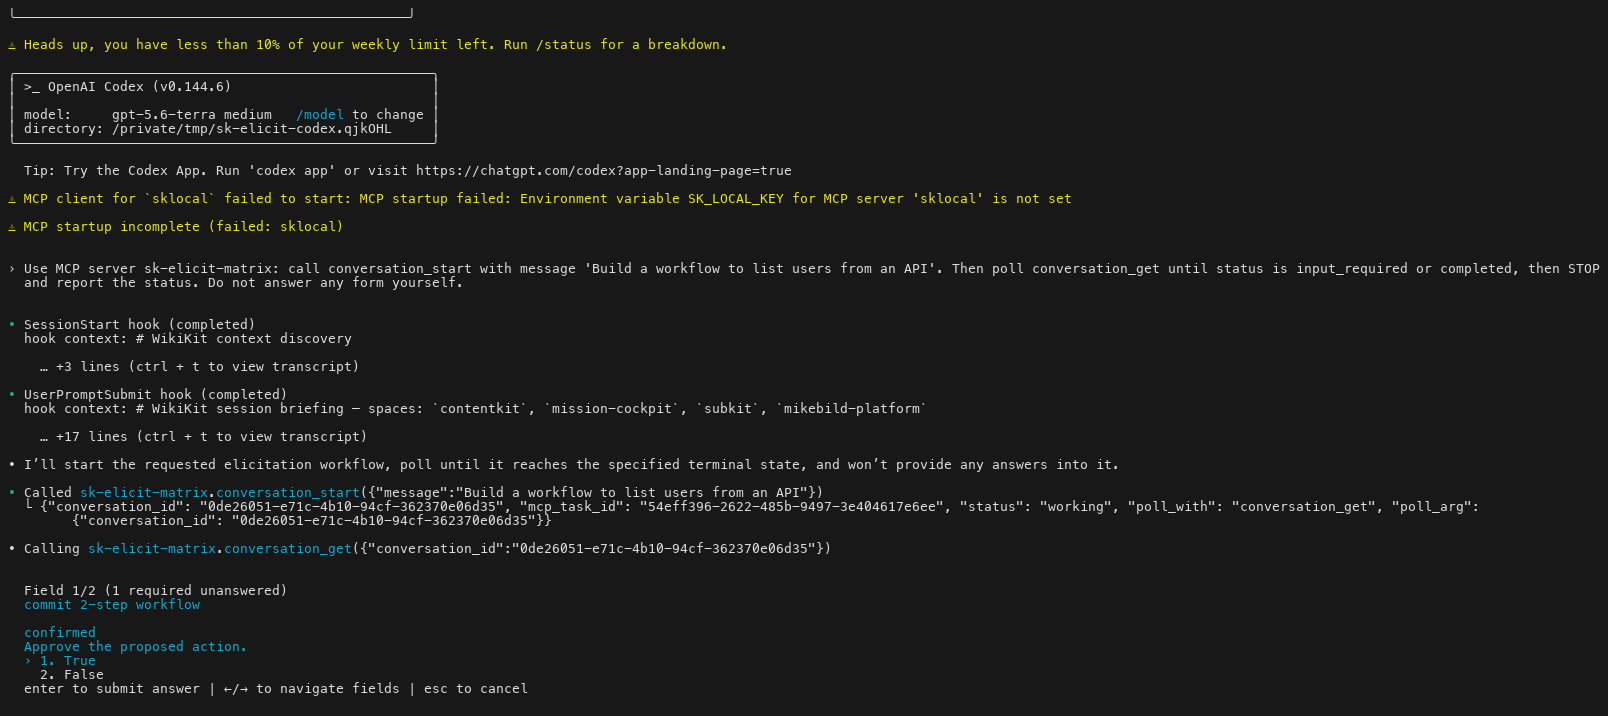 ⚠ Heads up, you have less than 10% of your weekly limit left. Run /status for a breakdown.
>_ OpenAI Codex (v0.144.6)
model:     gpt-5.6-terra medium   /model to change
directory: /private/tmp/sk-elicit-codex.qjkOHL
Tip: Try the Codex App. Run 'codex app' or visit https://chatgpt.com/codex?app-landing-page=true
⚠ MCP client for `sklocal` failed to start: MCP startup failed: Environment variable SK_LOCAL_KEY for MCP server 'sklocal' is not set
⚠ MCP startup incomplete (failed: sklocal)
› Use MCP server sk-elicit-matrix: call conversation_start with message 'Build a workflow to list users from an API'. Then poll conversation_get until status is input_required or completed, then STOP
and report the status. Do not answer any form yourself.
• SessionStart hook (completed)
hook context: # WikiKit context discovery
… +3 lines (ctrl + t to view transcript)
• UserPromptSubmit hook (completed)
hook context: # WikiKit session briefing — spaces: `contentkit`, `mission-cockpit`, `subkit`, `mikebild-platform`
… +17 lines (ctrl + t to view transcript)
• I’ll start the requested elicitation workflow, poll until it reaches the specified terminal state, and won’t provide any answers into it.
• Called sk-elicit-matrix.conversation_start({"message":"Build a workflow to list users from an API"})
└ {"conversation_id": "0de26051-e71c-4b10-94cf-362370e06d35", "mcp_task_id": "54eff396-2622-485b-9497-3e404617e6ee", "status": "working", "poll_with": "conversation_get", "poll_arg":
{"conversation_id": "0de26051-e71c-4b10-94cf-362370e06d35"}}
• Calling sk-elicit-matrix.conversation_get({"conversation_id":"0de26051-e71c-4b10-94cf-362370e06d35"})
Field 1/2 (1 required unanswered)
commit 2-step workflow
confirmed
Approve the proposed action.
› 1. True
2. False
enter to submit answer | ←/→ to navigate fields | esc to cancel